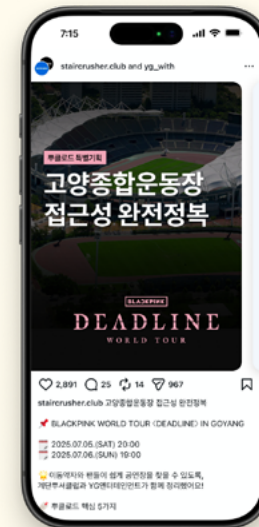 7:15
staircrusher.club and yg_with
뿌클로드 특별기획
고양종합운동장
접근성 완전정복
BLACKPINK
DEADLINE
WORLD TOUR
2,891 25 14 967
staircrusher.club 고양종합운동장 접근성 완전정복
📌 BLACKPINK WORLD TOUR <DEADLINE> IN GOYANG
🗓️ 2025.07.05.(SAT) 20:00
🗓️ 2025.07.06.(SUN) 19:00
이동약자와 팬들이 쉽게 공연장을 찾을 수 있도록,
계단뿌셔클럽과 YG엔터테인먼트가 함께 정리했어요!
뿌클로드 핵심 5가지